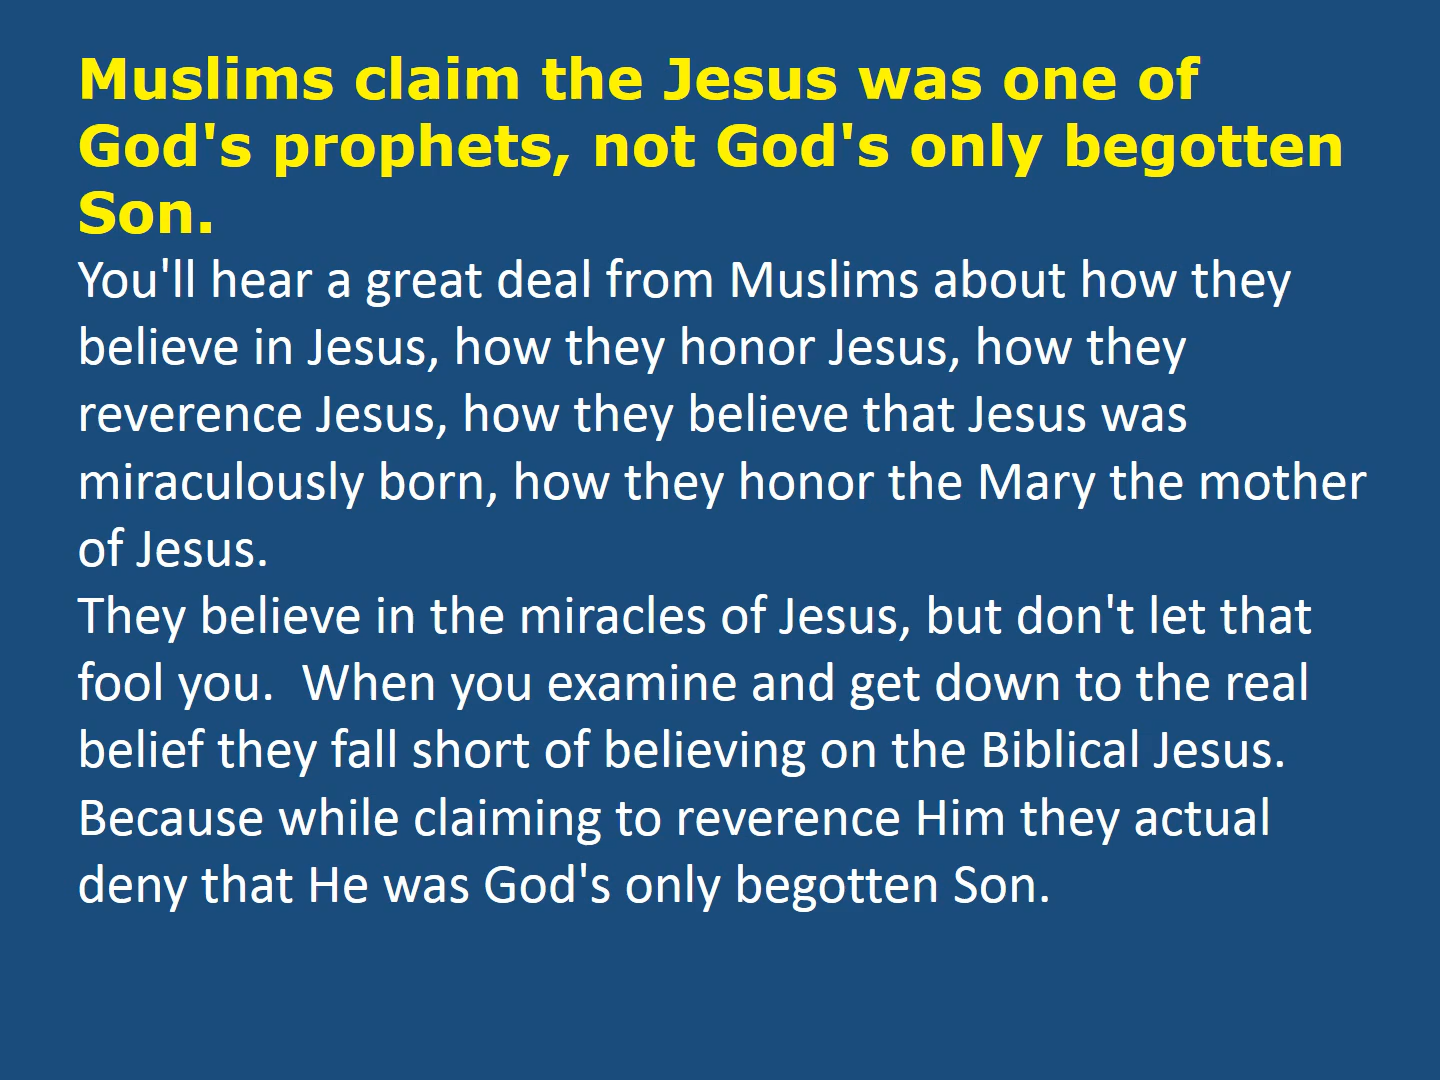 Muslims claim the Jesus was one of
God's prophets, not God's only begotten
Son.
You'll hear a great deal from Muslims about how they
believe in Jesus, how they honor Jesus, how they
reverence Jesus, how they believe that Jesus was
miraculously born, how they honor the Mary the mother
of Jesus.
They believe in the miracles of Jesus, but don't let that
fool you.  When you examine and get down to the real
belief they fall short of believing on the Biblical Jesus.
Because while claiming to reverence Him they actual
deny that He was God's only begotten Son.